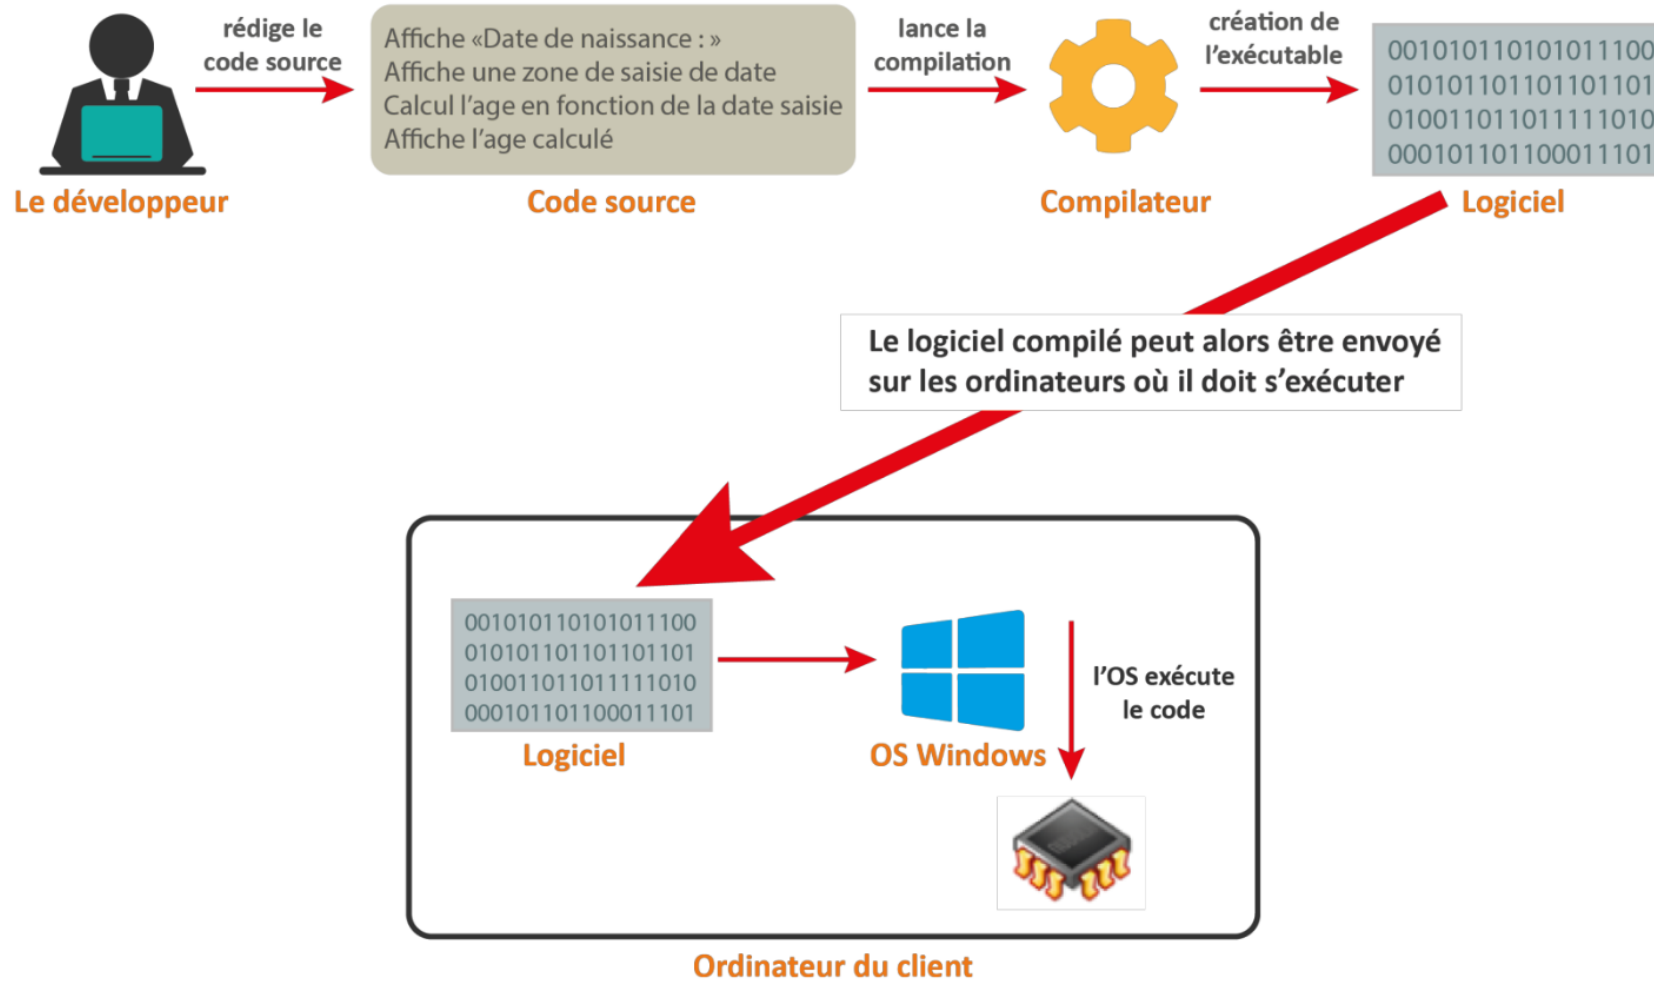 rédige le
code source
Affiche «Date de naissance : »
Affiche une zone de saisie de date
Calcul l'age en fonction de la date saisie
Affiche l'age calculé
lance la
compilation
création de
l'exécutable
001010110101011100
010101101101101101
010011011011111010
000101101100011101
Le développeur
Code source
Compilateur
Logiciel
Le logiciel compilé peut alors être envoyé
sur les ordinateurs où il doit s'exécuter
001010110101011100
010101101101101101
010011011011111010
000101101100011101
Logiciel
OS Windows
l'OS exécute
le code
Ordinateur du client